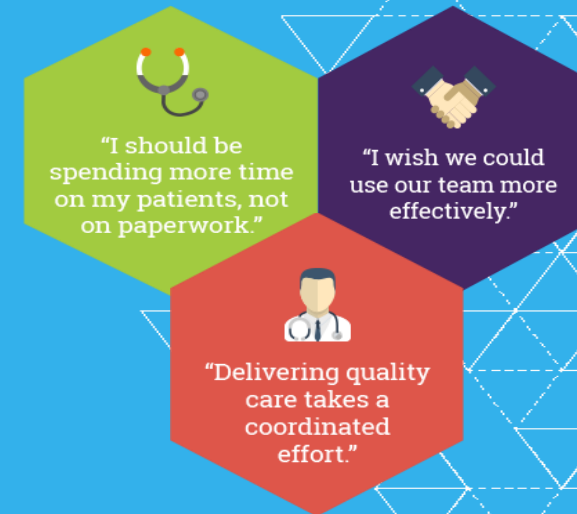 “I should be
spending more time
on my patients, not
on paperwork.”
“I wish we could
use our team more
effectively.”
“Delivering quality
care takes a
coordinated
effort.”